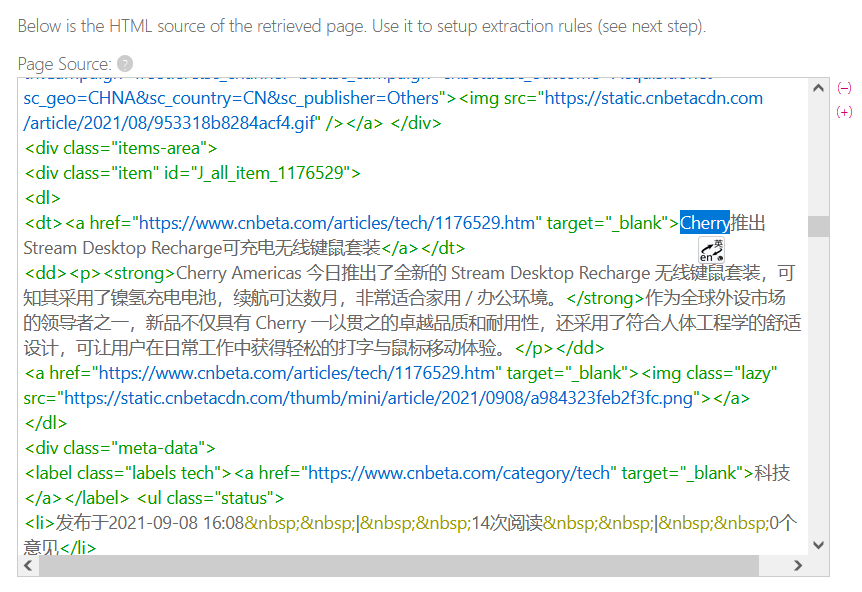 Below is the HTML source of the retrieved page. Use it to setup extraction rules (see next step).
Page Source: ?
sc_geo=CHNA&sc_country=CN&sc_publisher=Others"><img src="https://static.cnbetacdn.com
/article/2021/08/953318b8284acf4.gif" /></a> </div>
<div class="items-area">
<div class="item" id="J_all_item_1176529">
<dl>
<dt><a href="https://www.cnbeta.com/articles/tech/1176529.htm" target="_blank">Cherry推出
Stream Desktop Recharge可充电无线键鼠套装</a></dt>
<dd><p><strong>Cherry Americas 今日推出了全新的 Stream Desktop Recharge 无线键鼠套装，可
知其采用了镍氢充电电池，续航可达数月，非常适合家用 / 办公环境。</strong>作为全球外设市场
的领导者之一，新品不仅具有 Cherry 一以贯之的卓越品质和耐用性，还采用了符合人体工程学的舒适
设计，可让用户在日常工作中获得轻松的打字与鼠标移动体验。</p></dd>
<a href="https://www.cnbeta.com/articles/tech/1176529.htm" target="_blank"><img class="lazy"
src="https://static.cnbetacdn.com/thumb/mini/article/2021/0908/a984323feb2f3fc.png"></a>
</dl>
<div class="meta-data">
<label class="labels tech"><a href="https://www.cnbeta.com/category/tech" target="_blank">科技
</a></label> <ul class="status">
<li>发布于2021-09-08 16:08&nbsp;&nbsp;|&nbsp;&nbsp;14次阅读&nbsp;&nbsp;|&nbsp;&nbsp;0个
意见</li>
(–)
(+)
英
en